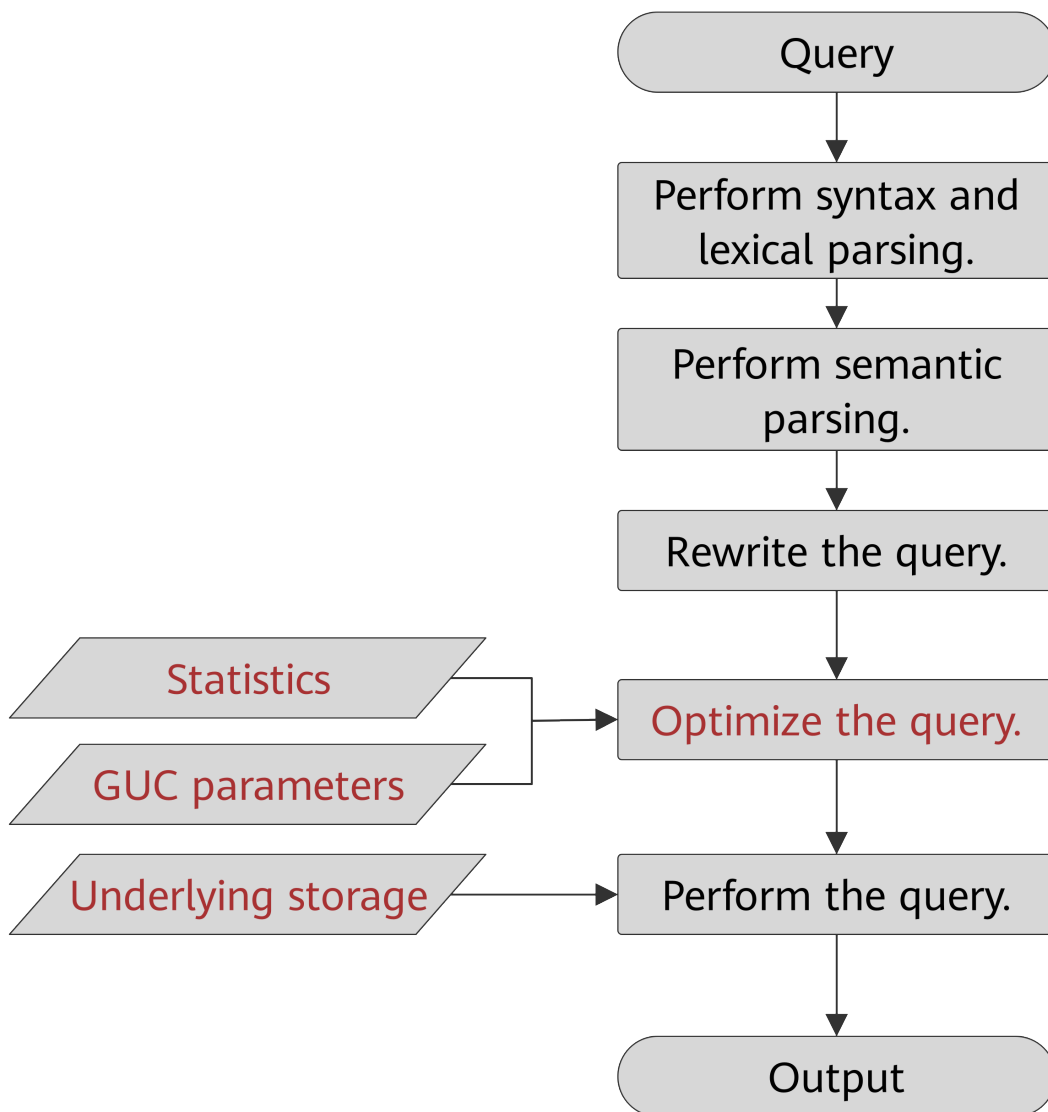 Query
Perform syntax and
lexical parsing.
Perform semantic
parsing.
Rewrite the query.
Statistics
Optimize the query.
GUC parameters
Underlying storage
Perform the query.
Output